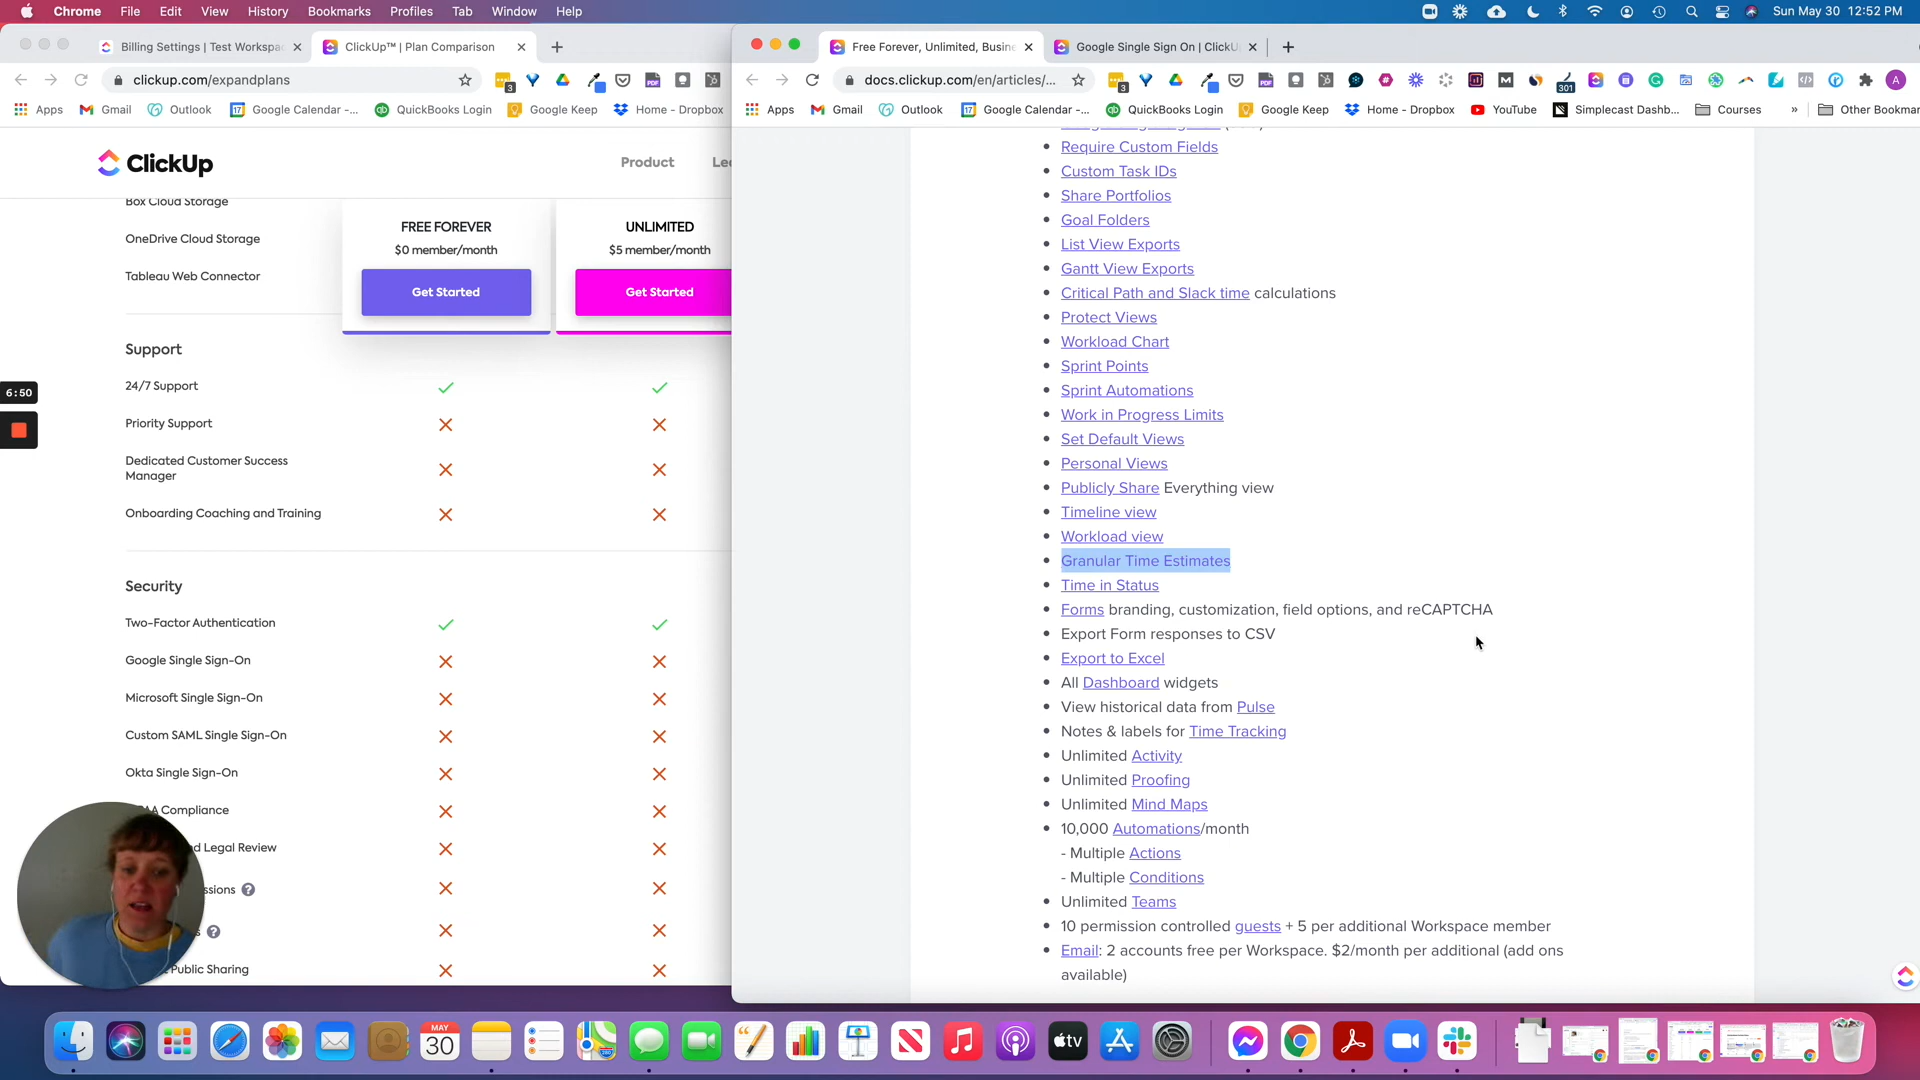 Chrome File Edit View History Bookmarks Profiles Tab Window Help
Sun May 30 12:52 PM
Billing Settings | Test Workspa
ClickUp™ | Plan Comparison
clickup.com/expandplans
Apps Gmail Outlook Google Calendar -... QuickBooks Login Google Keep Home - Dropbox
ClickUp
Product
Box Cloud Storage
OneDrive Cloud Storage
Tableau Web Connector
FREE FOREVER
$0 member/month
Get Started
UNLIMITED
$5 member/month
Get Started
Support
24/7 Support
Priority Support
Dedicated Customer Success
Manager
Onboarding Coaching and Training
Security
Two-Factor Authentication
Google Single Sign-On
Microsoft Single Sign-On
Custom SAML Single Sign-On
Okta Single Sign-On
Compliance
Legal Review
Public Sharing
6:50
Free Forever, Unlimited, Busine
Google Single Sign On | ClickU
docs.clickup.com/en/articles/...
3
301
A
Apps Gmail Outlook Google Calendar -... QuickBooks Login Google Keep Home - Dropbox YouTube Simplecast Dashb... Courses » Other Bookmar
Require Custom Fields
Custom Task IDs
Share Portfolios
Goal Folders
List View Exports
Gantt View Exports
Critical Path and Slack time calculations
Protect Views
Workload Chart
Sprint Points
Sprint Automations
Work in Progress Limits
Set Default Views
Personal Views
Publicly Share Everything view
Timeline view
Workload view
Granular Time Estimates
Time in Status
Forms branding, customization, field options, and reCAPTCHA
Export Form responses to CSV
Export to Excel
All Dashboard widgets
View historical data from Pulse
Notes & labels for Time Tracking
Unlimited Activity
Unlimited Proofing
Unlimited Mind Maps
10,000 Automations/month
- Multiple Actions
- Multiple Conditions
Unlimited Teams
10 permission controlled guests + 5 per additional Workspace member
Email: 2 accounts free per Workspace. $2/month per additional (add ons
available)
MAY
30
tv